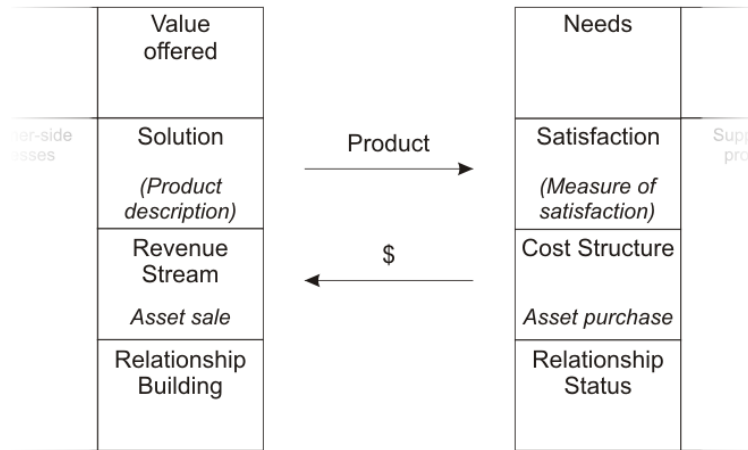 Value
offered
Needs
Solution
(Product
description)
Product
Satisfaction
(Measure of
satisfaction)
Revenue
Stream
Asset sale
$
Cost Structure
Asset purchase
Relationship
Building
Relationship
Status